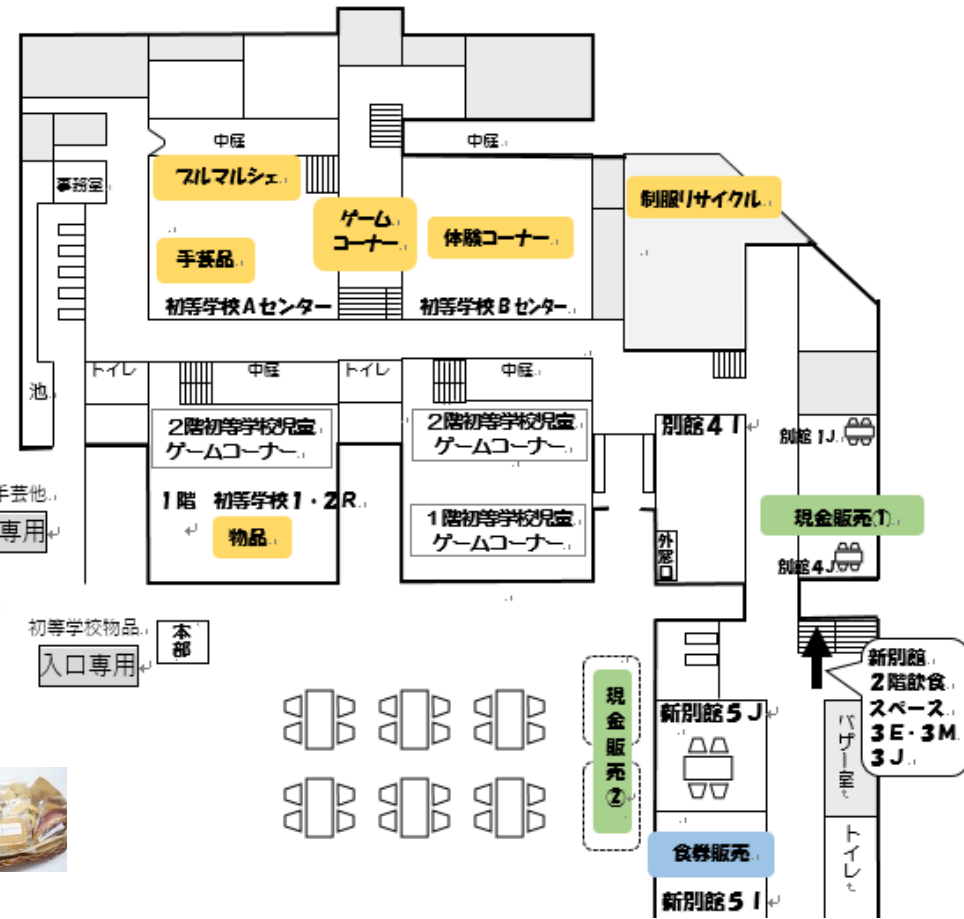 中庭
中庭
事務室
ブルマルシェ
制服リサイクル
ゲーム
コーナー
体験コーナー
手芸品
初等学校Aセンター
初等学校Bセンター
トイレ
中庭
トイレ
中庭
池
2階初等学校児童
ゲームコーナー
2階初等学校児童
ゲームコーナー
別館4I
別館1J
手芸他
専用
1階 初等学校1・2R
物品
1階初等学校児童
ゲームコーナー
現金販売①
外窓口
別館4J
初等学校物品
入口専用
本部
新別館
2階飲食
スペース
3E・3M
3J
現金販売②
新別館5J
バザー室
食券販売
トイレ
新別館5I